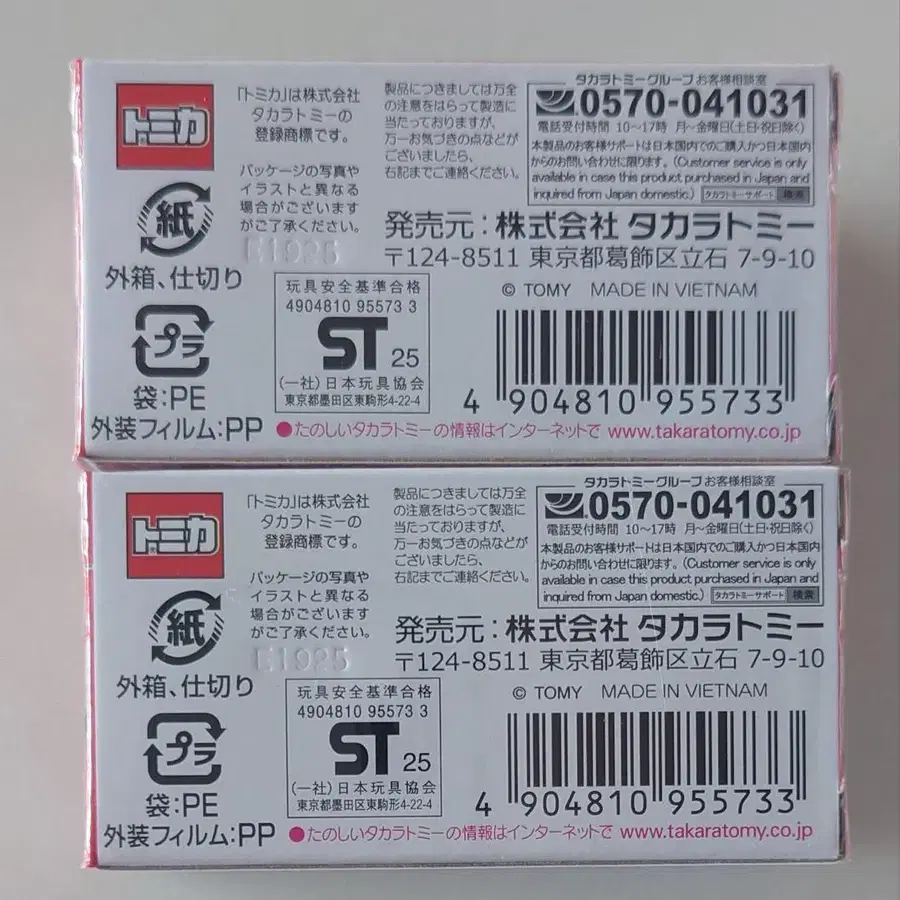 トミカ
「トミカ」は株式会社
タカラトミーの
登録商標です。
パッケージの写真や
イラストと異なる
場合がございます
がご了承ください。
E1925
製品につきましては万全
の注意をはらって製造に
当たっておりますが、
万一お気づきの点などが
ございましたら、
右記までご連絡ください。
タカラトミーグループ お客様相談室
0570-041031
電話受付時間 10～17時 月～金曜日(土日・祝日除く)
本製品のお客様サポートは日本国内でのご購入かつ日本国内
からのお問い合わせに限ります。(Customer service is only
available in case this product purchased in Japan and
inquired from Japan domestic.) タカラトミーサポート 検索
紙
外箱、仕切り
発売元：株式会社 タカラトミー
〒124-8511 東京都葛飾区立石 7-9-10
© TOMY MADE IN VIETNAM
プラ
袋:PE
外装フィルム:PP
玩具安全基準合格
4904810 95573 3
ST 25
(一社)日本玩具協会
東京都墨田区東駒形4-22-4
4 904810 955733
●たのしいタカラトミーの情報はインターネットで www.takaratomy.co.jp
トミカ
「トミカ」は株式会社
タカラトミーの
登録商標です。
パッケージの写真や
イラストと異なる
場合がございます
がご了承ください。
E1925
製品につきましては万全
の注意をはらって製造に
当たっておりますが、
万一お気づきの点などが
ございましたら、
右記までご連絡ください。
タカラトミーグループ お客様相談室
0570-041031
電話受付時間 10～17時 月～金曜日(土日・祝日除く)
本製品のお客様サポートは日本国内でのご購入かつ日本国内
からのお問い合わせに限ります。(Customer service is only
available in case this product purchased in Japan and
inquired from Japan domestic.) タカラトミーサポート 検索
紙
外箱、仕切り
発売元：株式会社 タカラトミー
〒124-8511 東京都葛飾区立石 7-9-10
© TOMY MADE IN VIETNAM
プラ
袋:PE
外装フィルム:PP
玩具安全基準合格
4904810 95573 3
ST 25
(一社)日本玩具協会
東京都墨田区東駒形4-22-4
4 904810 955733
●たのしいタカラトミーの情報はインターネットで www.takaratomy.co.jp